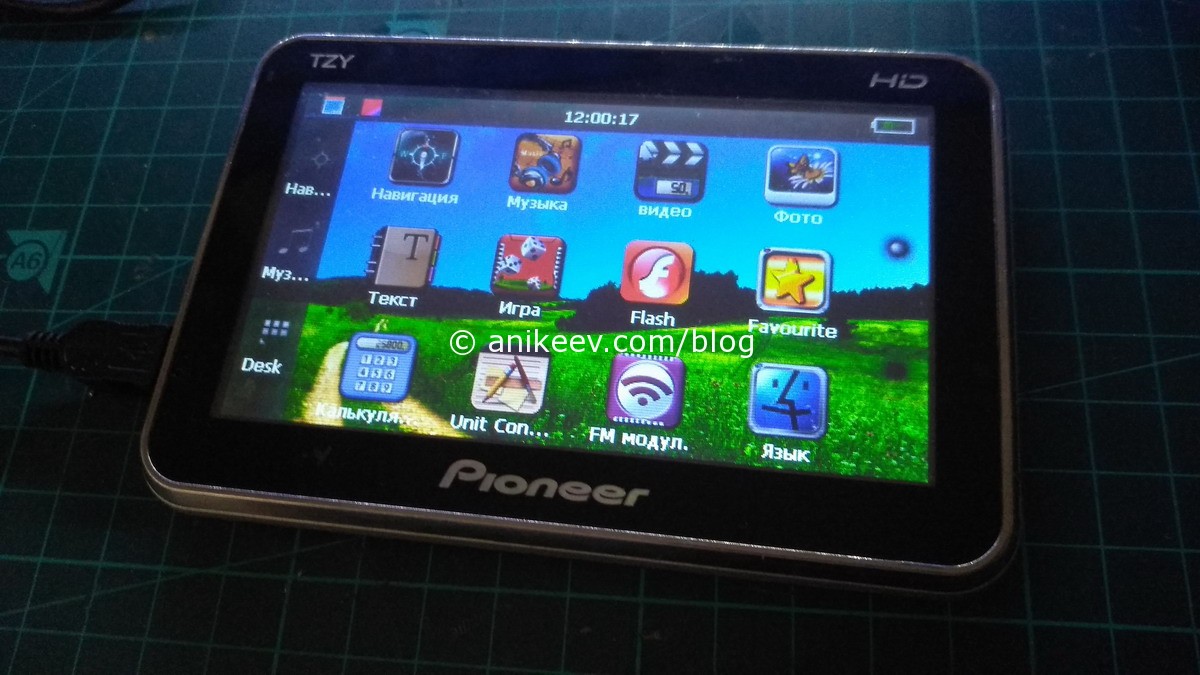 TZY
HD
12:00:17
Нав...
Навигация
Музыка
видео
Фото
Муз...
Текст
Игра
Flash
Favourite
© anikeev.com/blog
Desk
Калькуля...
Unit Con...
FM модул.
Язык
Pioneer
A6